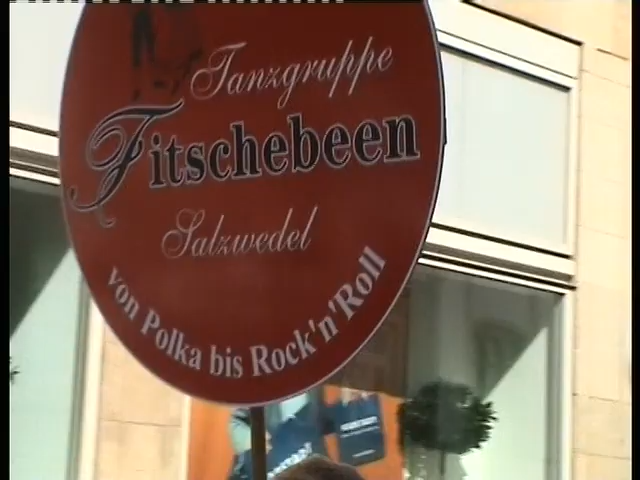 Tanzgruppe
Fitschebeen
Salzwedel
von Polka bis Rock'n'Roll